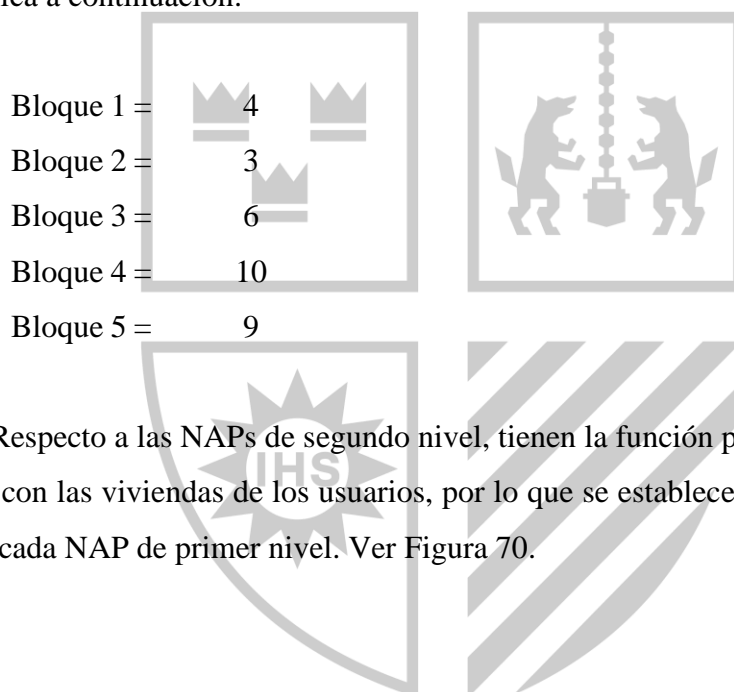 a continuación:
Bloque 1 = 4
Bloque 2 = 3
Bloque 3 = 6
Bloque 4 = 10
Bloque 5 = 9
Respecto a las NAPs de segundo nivel, tienen la función
con las viviendas de los usuarios, por lo que se establece
cada NAP de primer nivel. Ver Figura 70.
IHS